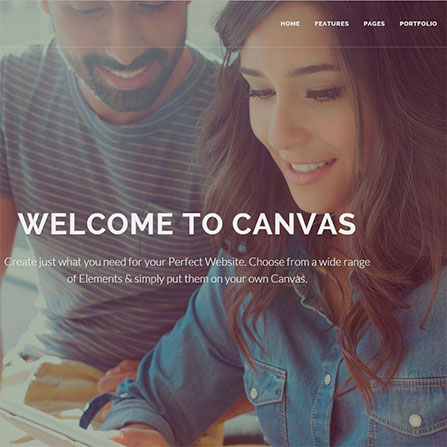 HOME FEATURES PAGES PORTFOLIO
WELCOME TO CANVAS
Create just what you need for your Perfect Website. Choose from a wide range
of Elements & simply put them on your own Canvas.